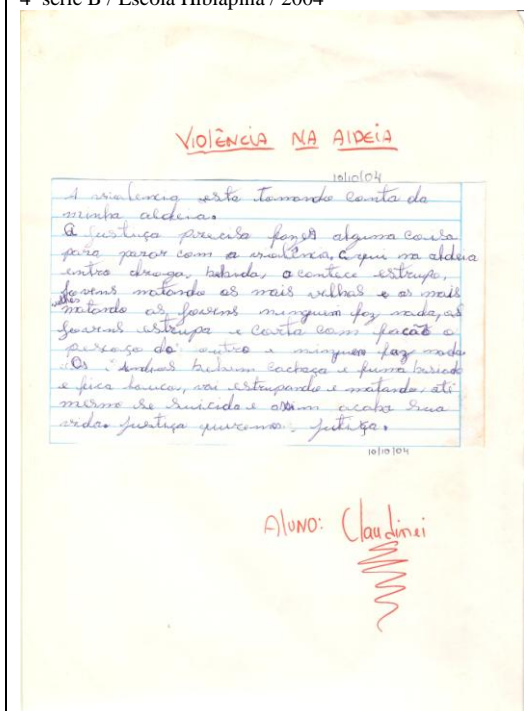 4ª série B / Escola Hibiapina / 2004
VIOlÊNCIA NA AlDEIA
10/10/04
A violencia esta tomando conta da
minha aldeia.
A justiça precisa fazer alguma coisa
para parar com a violência, a qui na aldeia
entra droga, bebida, acontece estrupo,
jovens matando os mais velhos e os mais
velhos
matando os jovens ninguem faz nada, os
jovens estrupa e corta com facão o
pescoço do outro e ninguem faz nada
Os indios bebem cachaça e fuma
e fica louco, vai estrupando e matando, até
mesmo se suicida e assim acaba sua
vida. justiça queremos justiça.
10/10/04
AlUNO: Claudinei